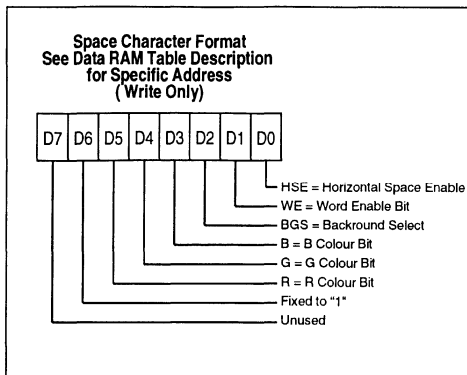 Space Character Format
See Data RAM Table Description
for Specific Address
( Write Only)
D7 D6 D5 D4 D3 D2 D1 D0
HSE = Horizontal Space Enable
WE = Word Enable Bit
BGS = Backround Select
B = B Colour Bit
G = G Colour Bit
R = R Colour Bit
Fixed to "1"
Unused